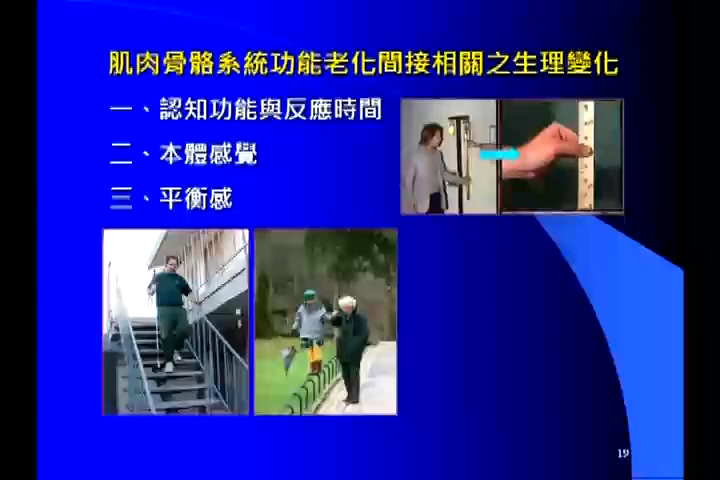 肌肉骨骼系統功能老化間接相關之生理變化
一、認知功能與反應時間
二、本體感覺
三、平衡感
19